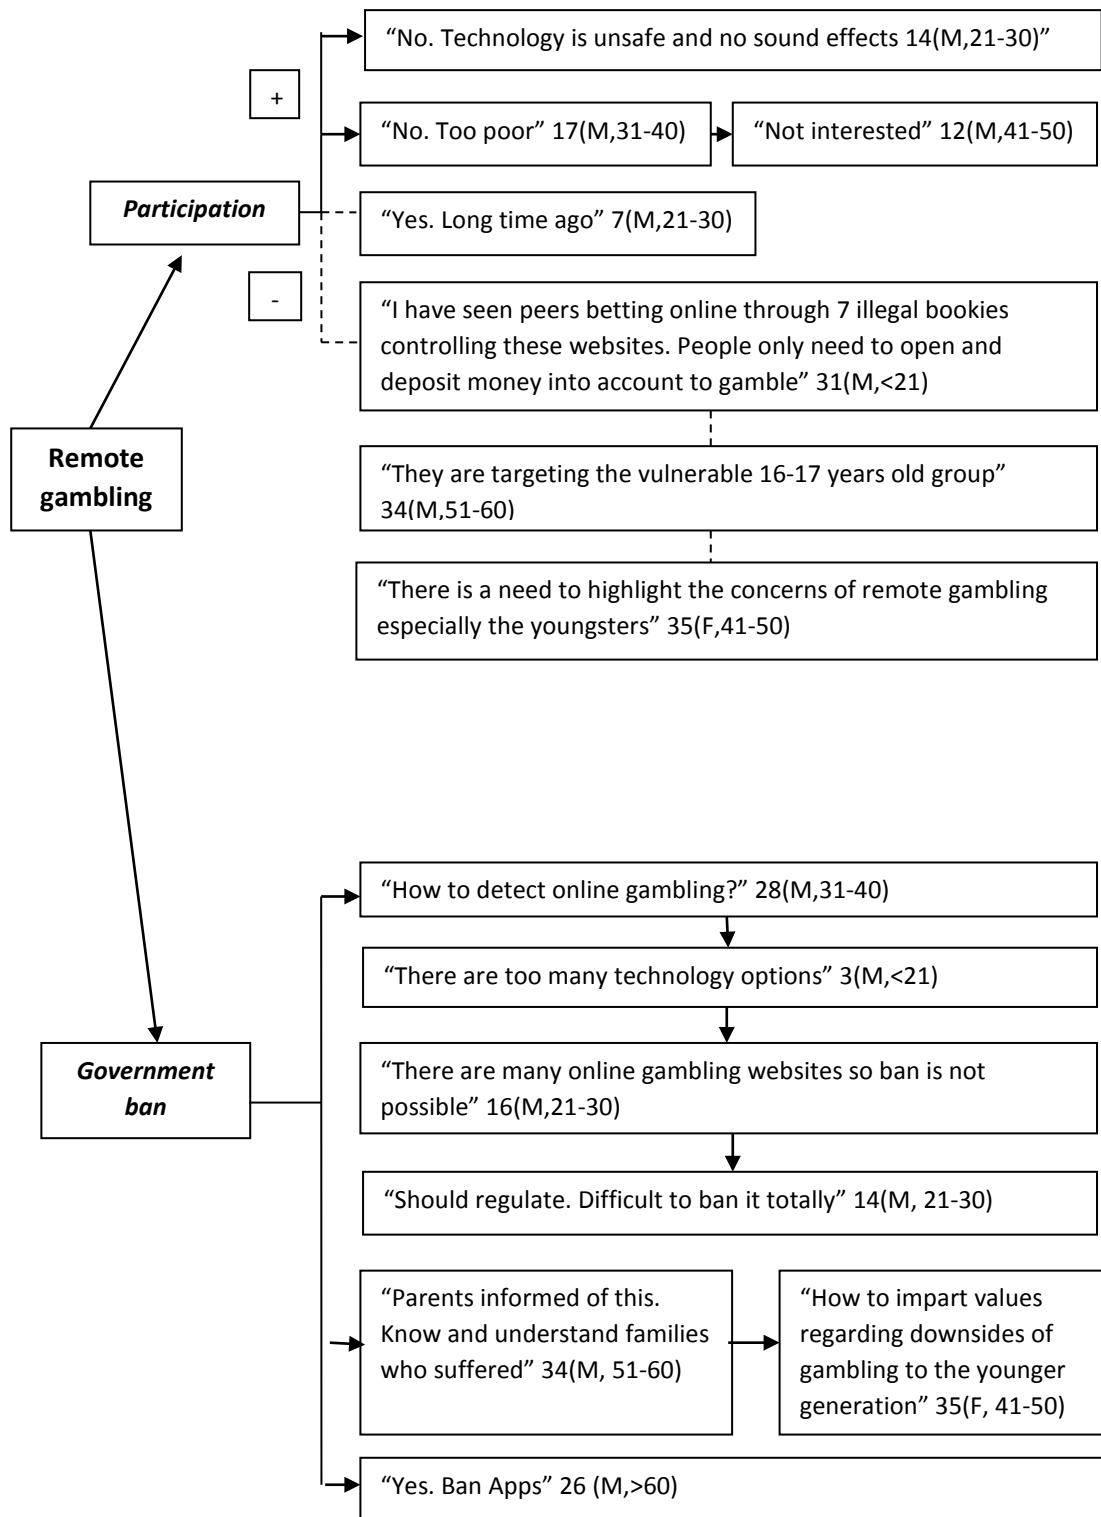 “No. Technology is unsafe and no sound effects 14(M,21-30)”
+
“No. Too poor” 17(M,31-40)
“Not interested” 12(M,41-50)
Participation
“Yes. Long time ago” 7(M,21-30)
-
“I have seen peers betting online through 7 illegal bookies
controlling these websites. People only need to open and
deposit money into account to gamble” 31(M,<21)
Remote
gambling
“They are targeting the vulnerable 16-17 years old group”
34(M,51-60)
“There is a need to highlight the concerns of remote gambling
especially the youngsters” 35(F,41-50)
“How to detect online gambling?” 28(M,31-40)
“There are too many technology options” 3(M,<21)
Government
ban
“There are many online gambling websites so ban is not
possible” 16(M,21-30)
“Should regulate. Difficult to ban it totally” 14(M, 21-30)
“Parents informed of this.
Know and understand families
who suffered” 34(M, 51-60)
“How to impart values
regarding downsides of
gambling to the younger
generation” 35(F, 41-50)
“Yes. Ban Apps” 26 (M,>60)